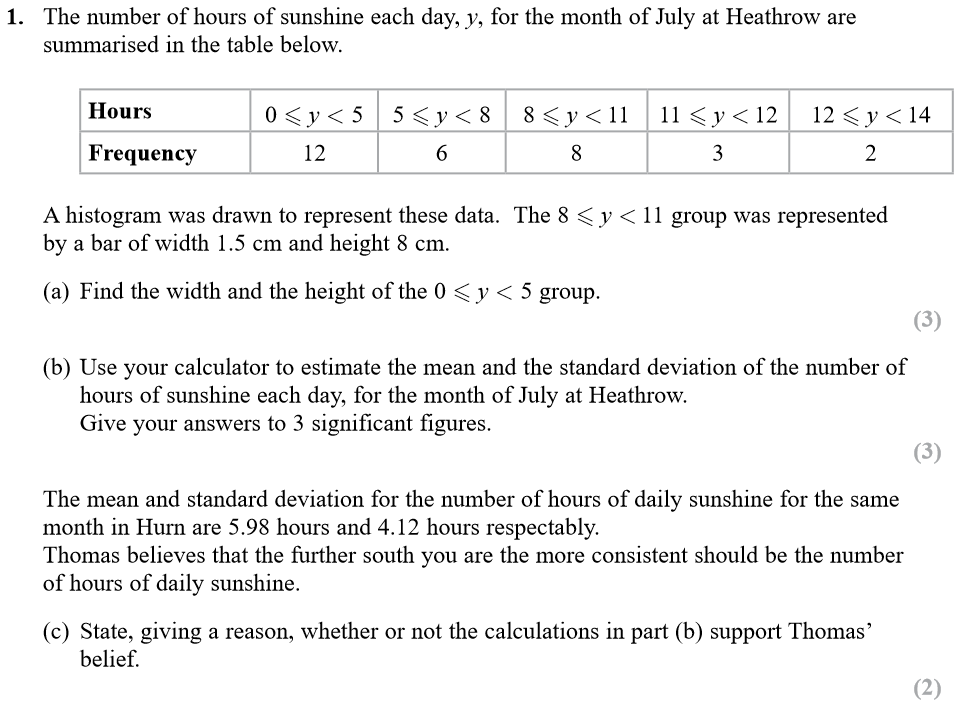 1. The number of hours of sunshine each day, y, for the month of July at Heathrow are
summarised in the table below.
Hours 0 ⩽ y < 5 5 ⩽ y < 8 8 ⩽ y < 11 11 ⩽ y < 12 12 ⩽ y < 14
Frequency 12 6 8 3 2
A histogram was drawn to represent these data. The 8 ⩽ y < 11 group was represented
by a bar of width 1.5 cm and height 8 cm.
(a) Find the width and the height of the 0 ⩽ y < 5 group.
(3)
(b) Use your calculator to estimate the mean and the standard deviation of the number of
hours of sunshine each day, for the month of July at Heathrow.
Give your answers to 3 significant figures.
(3)
The mean and standard deviation for the number of hours of daily sunshine for the same
month in Hurn are 5.98 hours and 4.12 hours respectably.
Thomas believes that the further south you are the more consistent should be the number
of hours of daily sunshine.
(c) State, giving a reason, whether or not the calculations in part (b) support Thomas’
belief.
(2)